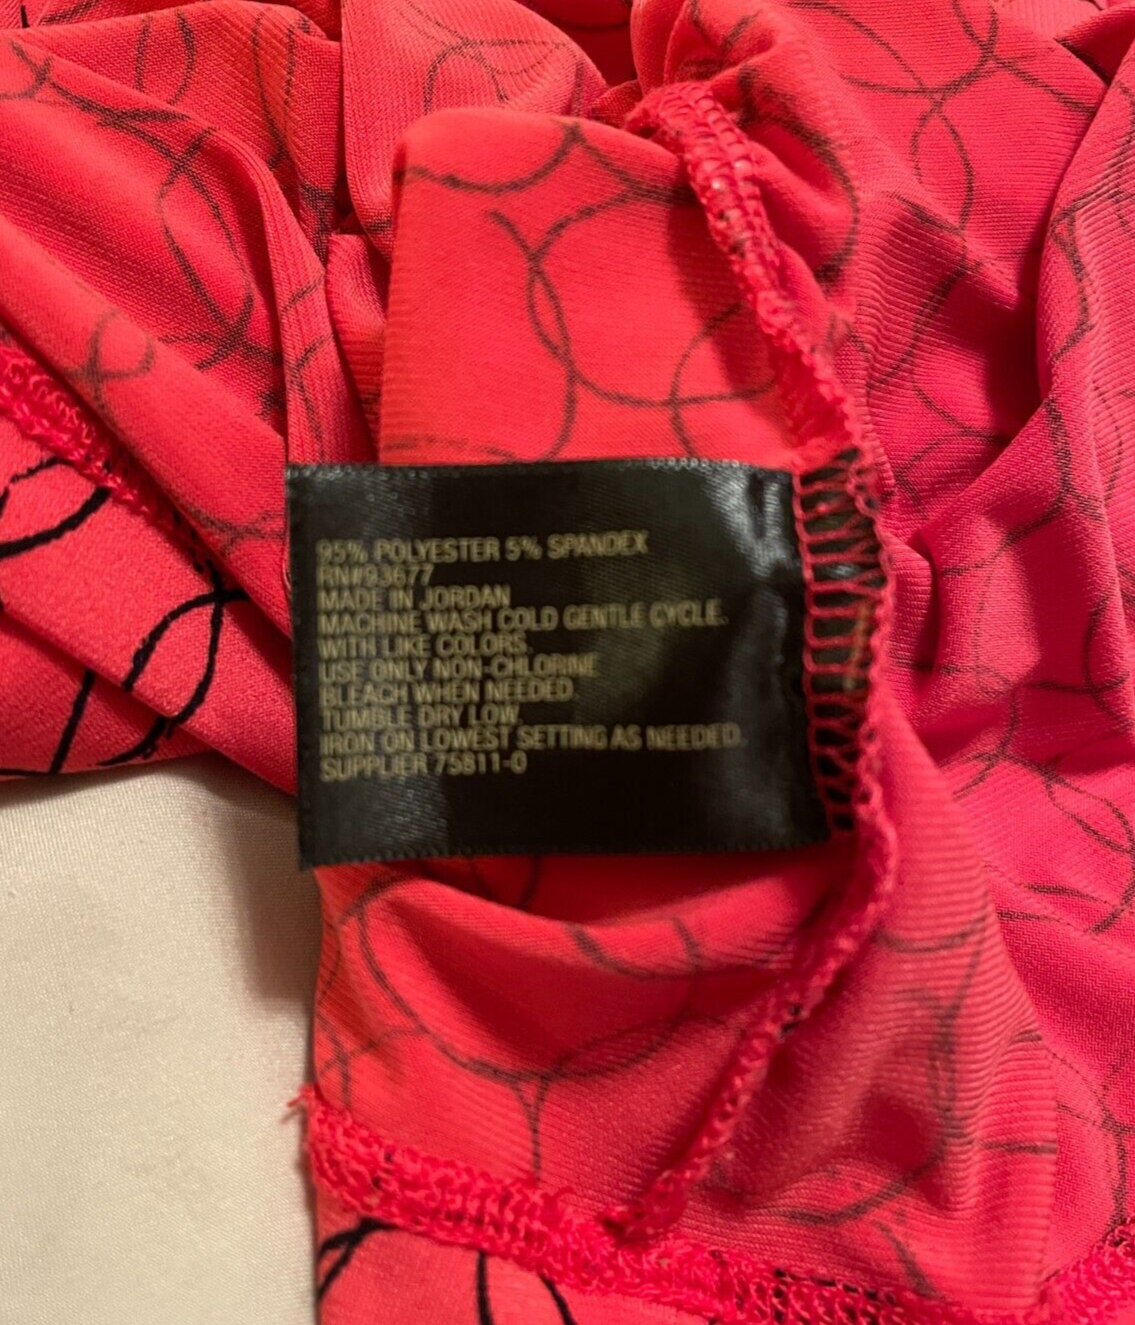 95% POLYESTER 5% SPANDEX
RN#93677
MADE IN JORDAN
MACHINE WASH COLD GENTLE CYCLE.
WITH LIKE COLORS.
USE ONLY NON-CHLORINE
BLEACH WHEN NEEDED
TUMBLE DRY LOW.
IRON ON LOWEST SETTING AS NEEDED.
SUPPLIER 75811-0